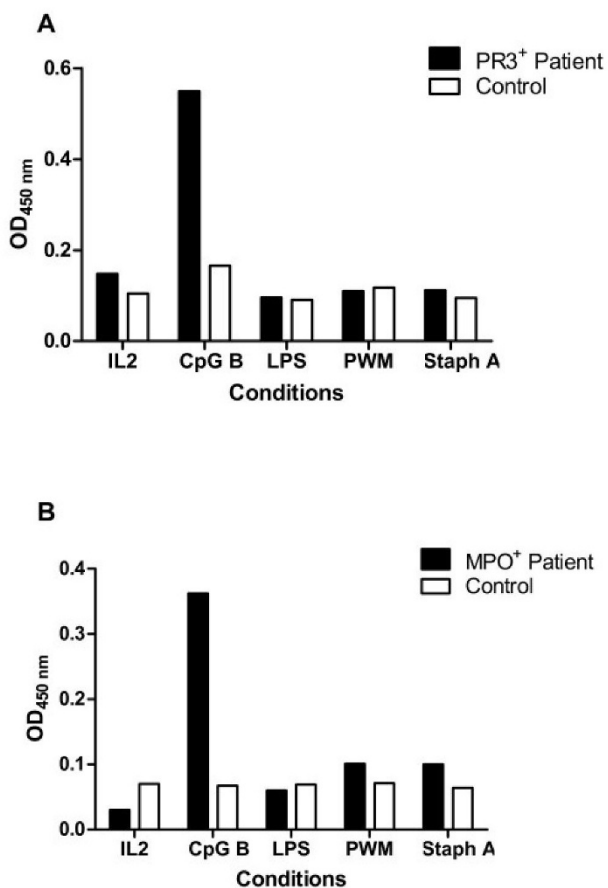 A
PR3⁺ Patient
Control
0.6
0.4
0.2
0.0
OD450 nm
IL2 CpG B LPS PWM Staph A
Conditions
B
MPO⁺ Patient
Control
0.4
0.3
0.2
0.1
0.0
OD450 nm
IL2 CpG B LPS PWM Staph A
Conditions